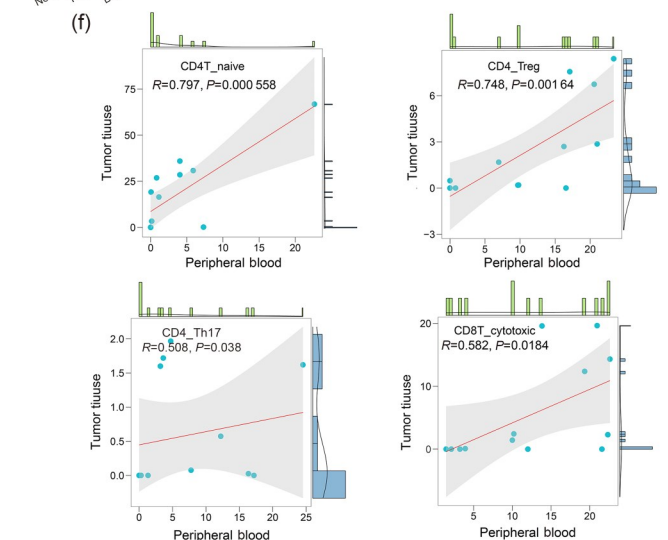 (f)
CD4T_naive
R=0.797, P=0.000 558
Tumor tiuuse
75
50
25
0
0 5 10 15 20
Peripheral blood
CD4_Treg
R=0.748, P=0.001 64
Tumor tiuuse
6
3
0
−3
0 5 10 15 20
Peripheral blood
CD4_Th17
R=0.508, P=0.038
Tumor tiuuse
2.0
1.5
1.0
0.5
0.0
0 5 10 15 20 25
Peripheral blood
CD8T_cytotoxic
R=0.582, P=0.0184
Tumor tiuuse
20
10
0
5 10 15 20
Peripheral blood